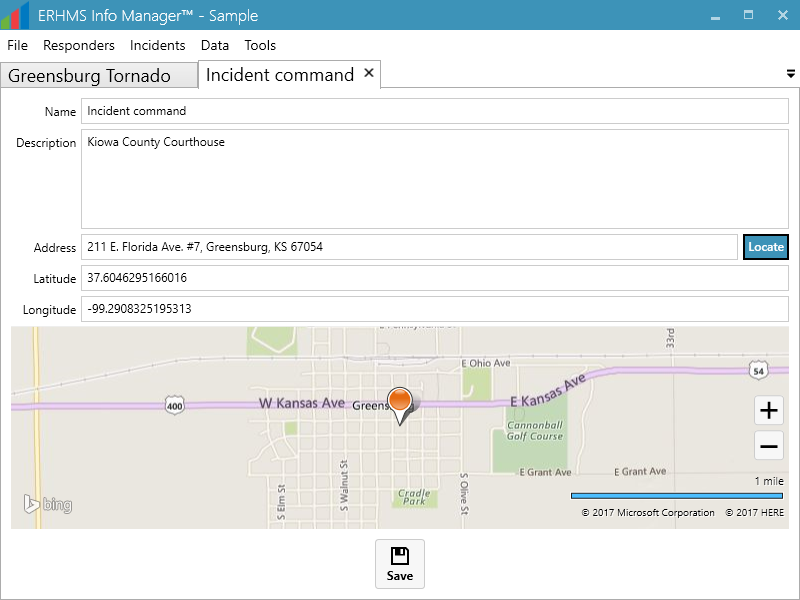 ERHMS Info Manager™ - Sample
File Responders Incidents Data Tools
Greensburg Tornado Incident command
Name Incident command
Description Kiowa County Courthouse
Address 211 E. Florida Ave. #7, Greensburg, KS 67054 Locate
Latitude 37.6046295166016
Longitude -99.2908325195313
33rd
E Ohio Ave
54
400
W Kansas Ave
Greens
E Kansas Ave
Cannonball
Golf Course
E Grant Ave
E Grant Ave
S Elm St
S Walnut St
S Olive St
Cradle
Park
1 mile
bing
© 2017 Microsoft Corporation © 2017 HERE
Save